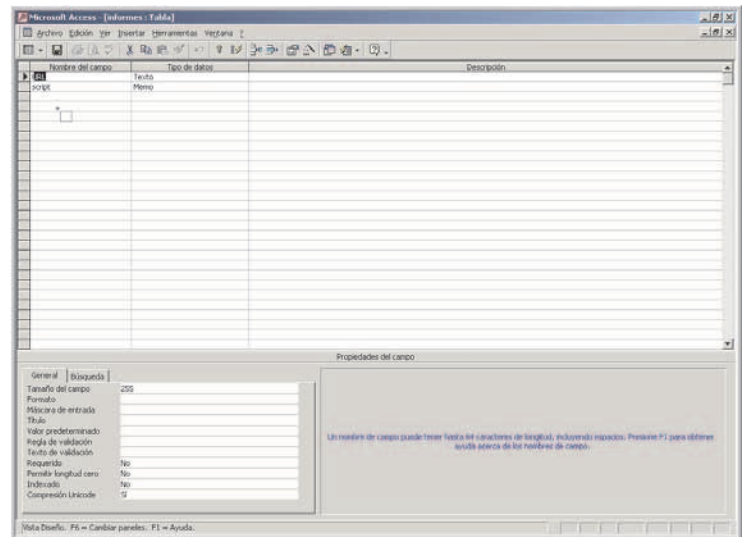 Microsoft Access - [informes : Tabla]
Archivo Edición Ver Insertar Herramientas Ventana ?
Nombre del campo Tipo de datos Descripción
URL Texto
script Memo
Propiedades del campo
General Búsqueda
Tamaño del campo 255
Formato
Máscara de entrada
Título
Valor predeterminado
Regla de validación
Texto de validación
Requerido No
Permitir longitud cero No
Indexado No
Compresión Unicode Sí
Un nombre de campo puede tener hasta 64 caracteres de longitud, incluyendo espacios. Presione F1 para obtener
ayuda acerca de los nombres de campo.
Vista Diseño. F6 = Cambiar paneles. F1 = Ayuda.